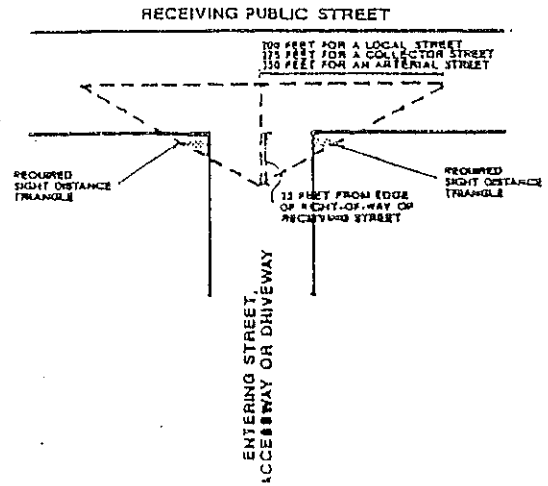 RECEIVING PUBLIC STREET
200 FEET FOR A LOCAL STREET
275 FEET FOR A COLLECTOR STREET
350 FEET FOR AN ARTERIAL STREET
REQUIRED
SIGHT DISTANCE
TRIANGLE
REQUIRED
SIGHT DISTANCE
TRIANGLE
FEET FROM EDGE
OF RIGHT-OF-WAY OF
RECEIVING STREET
ENTERING STREET,
ACCESSWAY OR DRIVEWAY